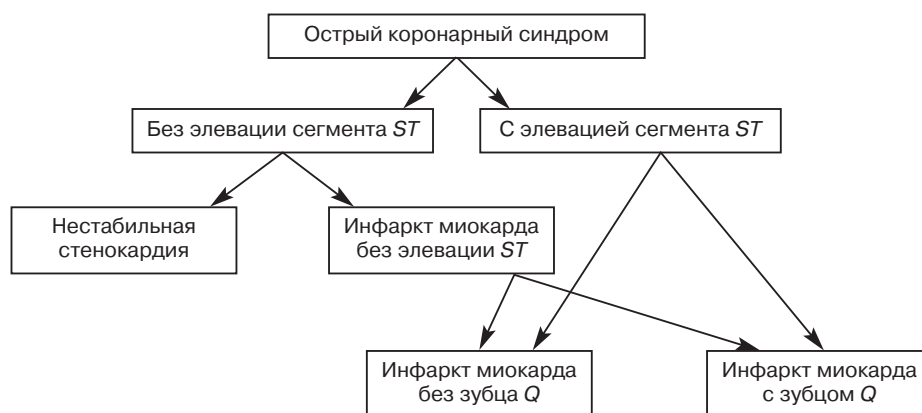 Острый коронарный синдром
Без элевации сегмента ST
С элевацией сегмента ST
Нестабильная
стенокардия
Инфаркт миокарда
без элевации ST
Инфаркт миокарда
без зубца Q
Инфаркт миокарда
с зубцом Q